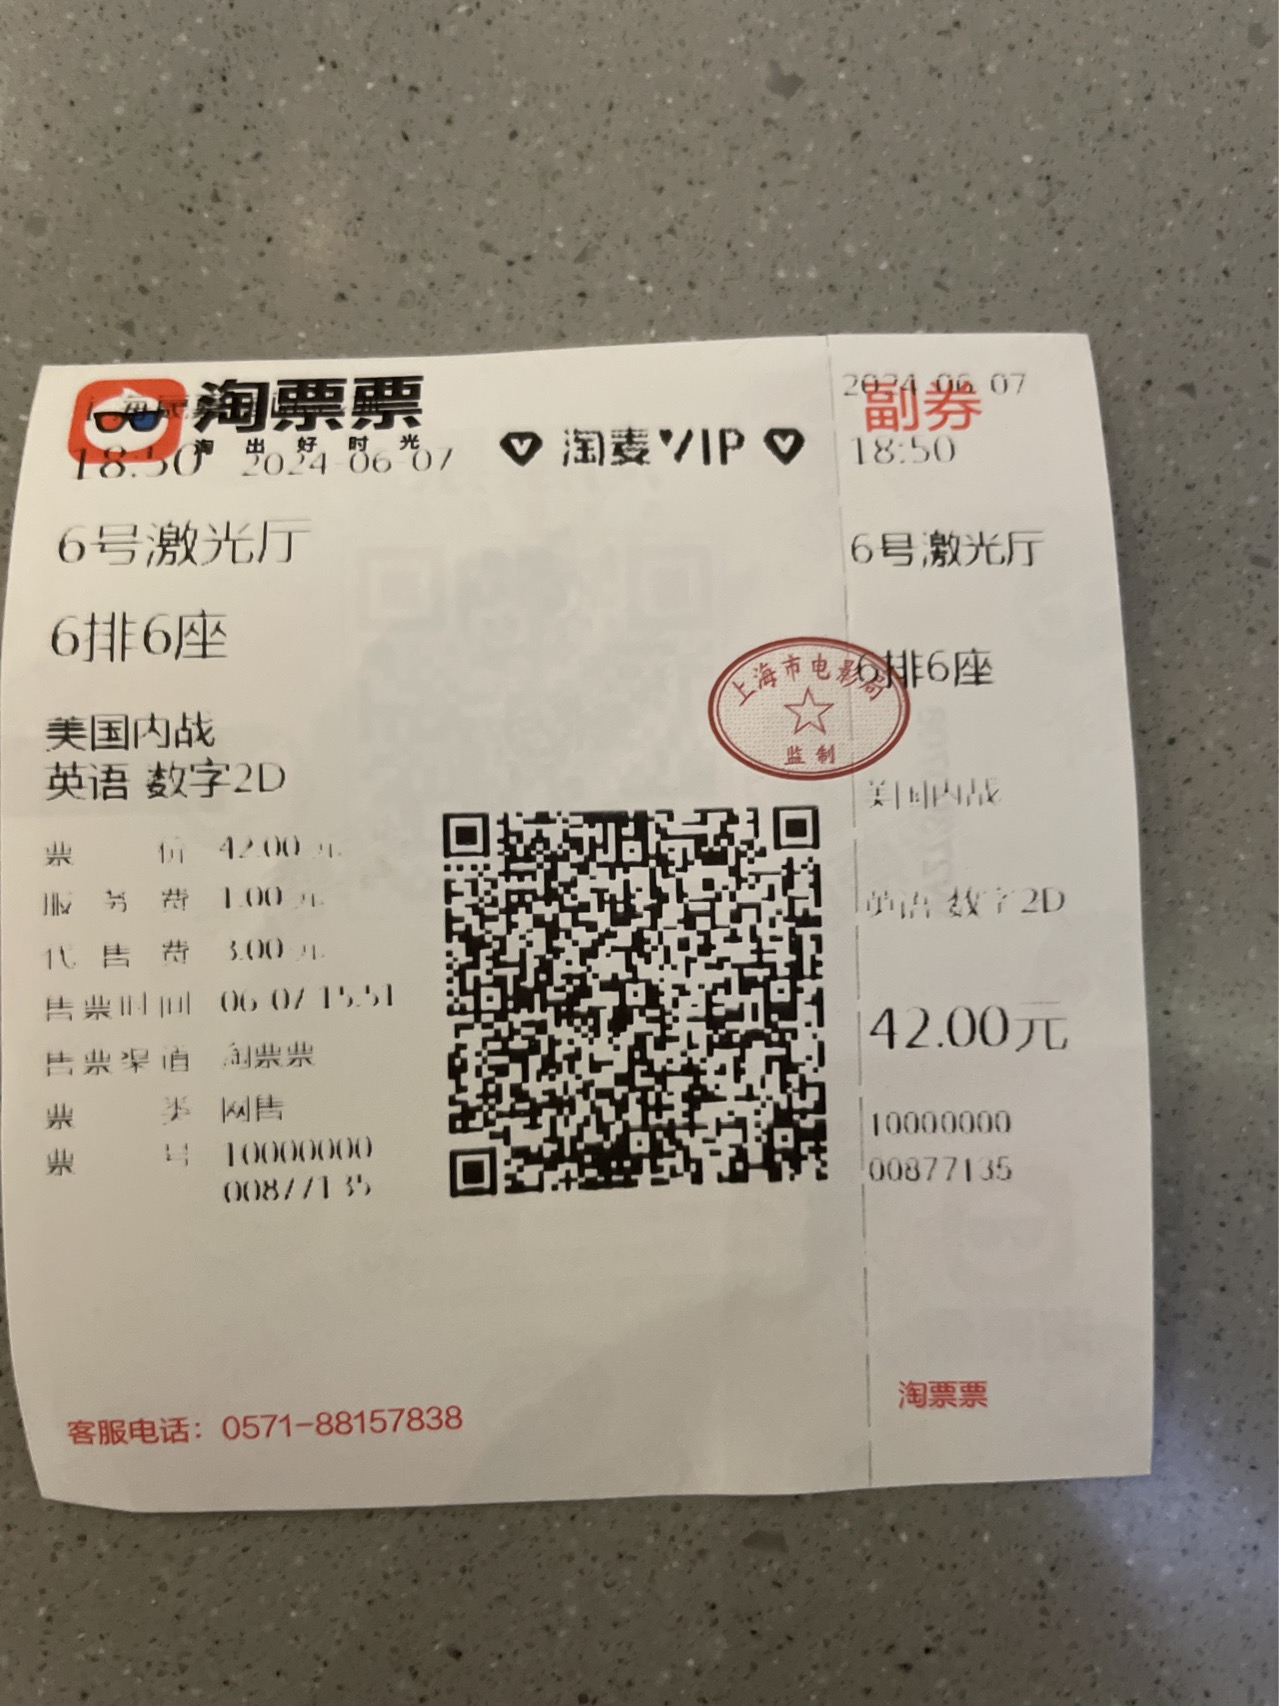 淘票票
淘出好时光
18:50 2024-06-07
淘麦VIP
6号激光厅
6排6座
美国内战
英语 数字2D
票价 42.00元
服务费 1.00元
代售费 3.00元
售票时间 06-07 15:51
售票渠道 淘票票
票类 网售
票号 10000000
00877135
客服电话：0571-88157838
上海市电影局
监制
2024-06-07
副券
18:50
6号激光厅
6排6座
美国内战
英语 数字2D
42.00元
10000000
00877135
淘票票